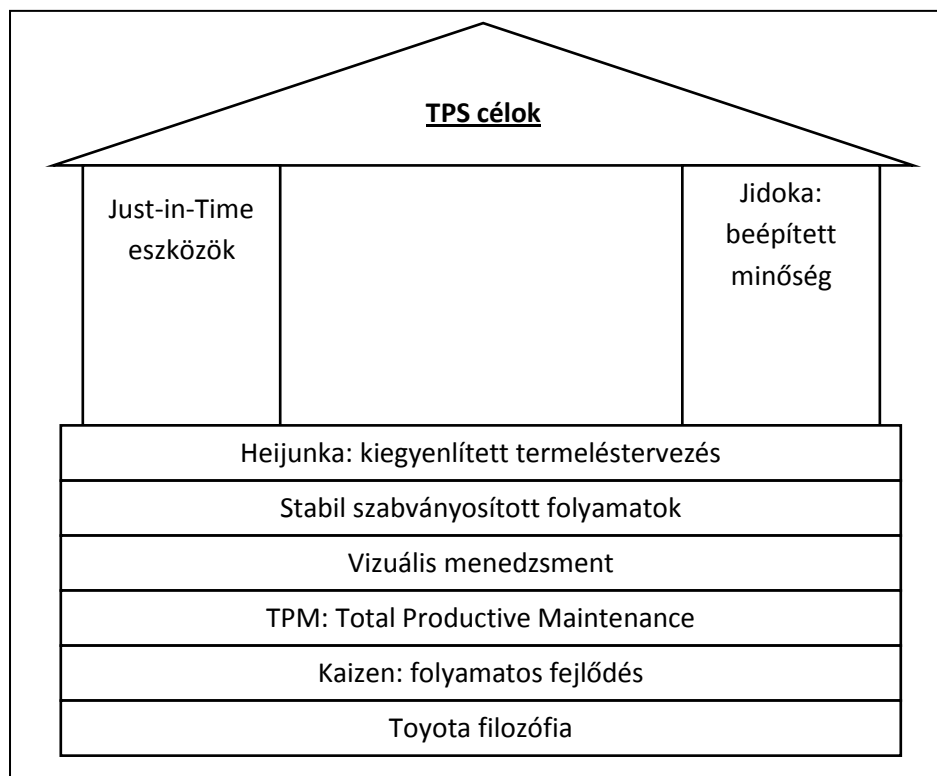 TPS célok
Just-in-Time
eszközök
Jidoka:
beépített
minőség
Heijunka: kiegyenlített termeléstervezés
Stabil szabványosított folyamatok
Vizuális menedzsment
TPM: Total Productive Maintenance
Kaizen: folyamatos fejlődés
Toyota filozófia